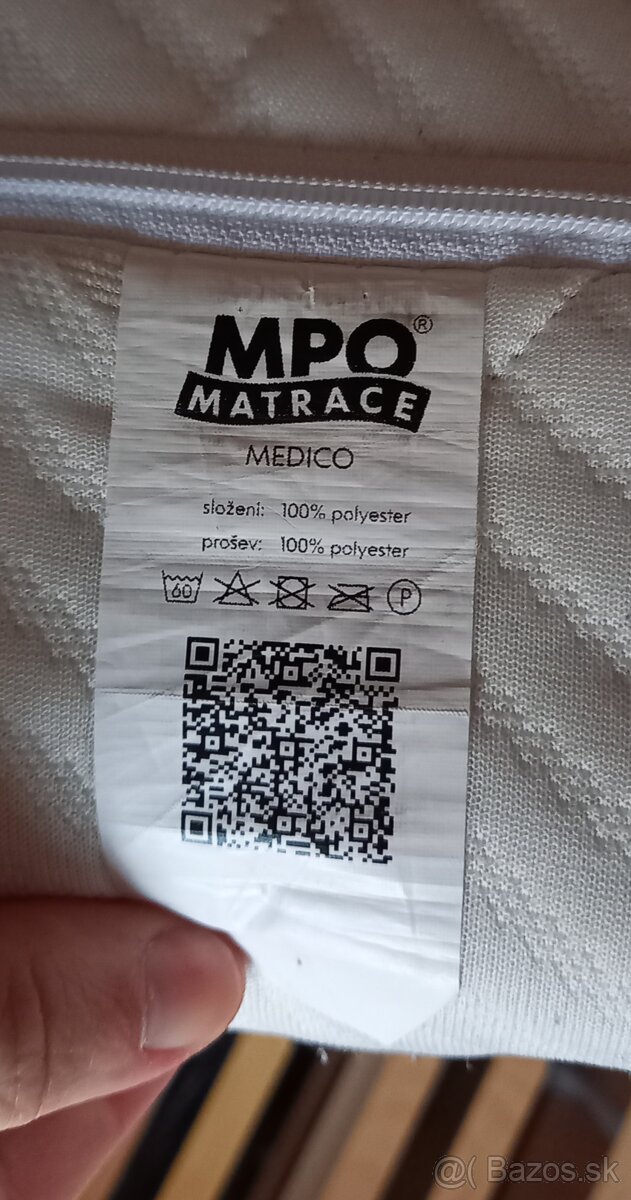 MPO®
MATRACE
MEDICO
složení: 100% polyester
prošev: 100% polyester
60 P
@( Bazos.sk